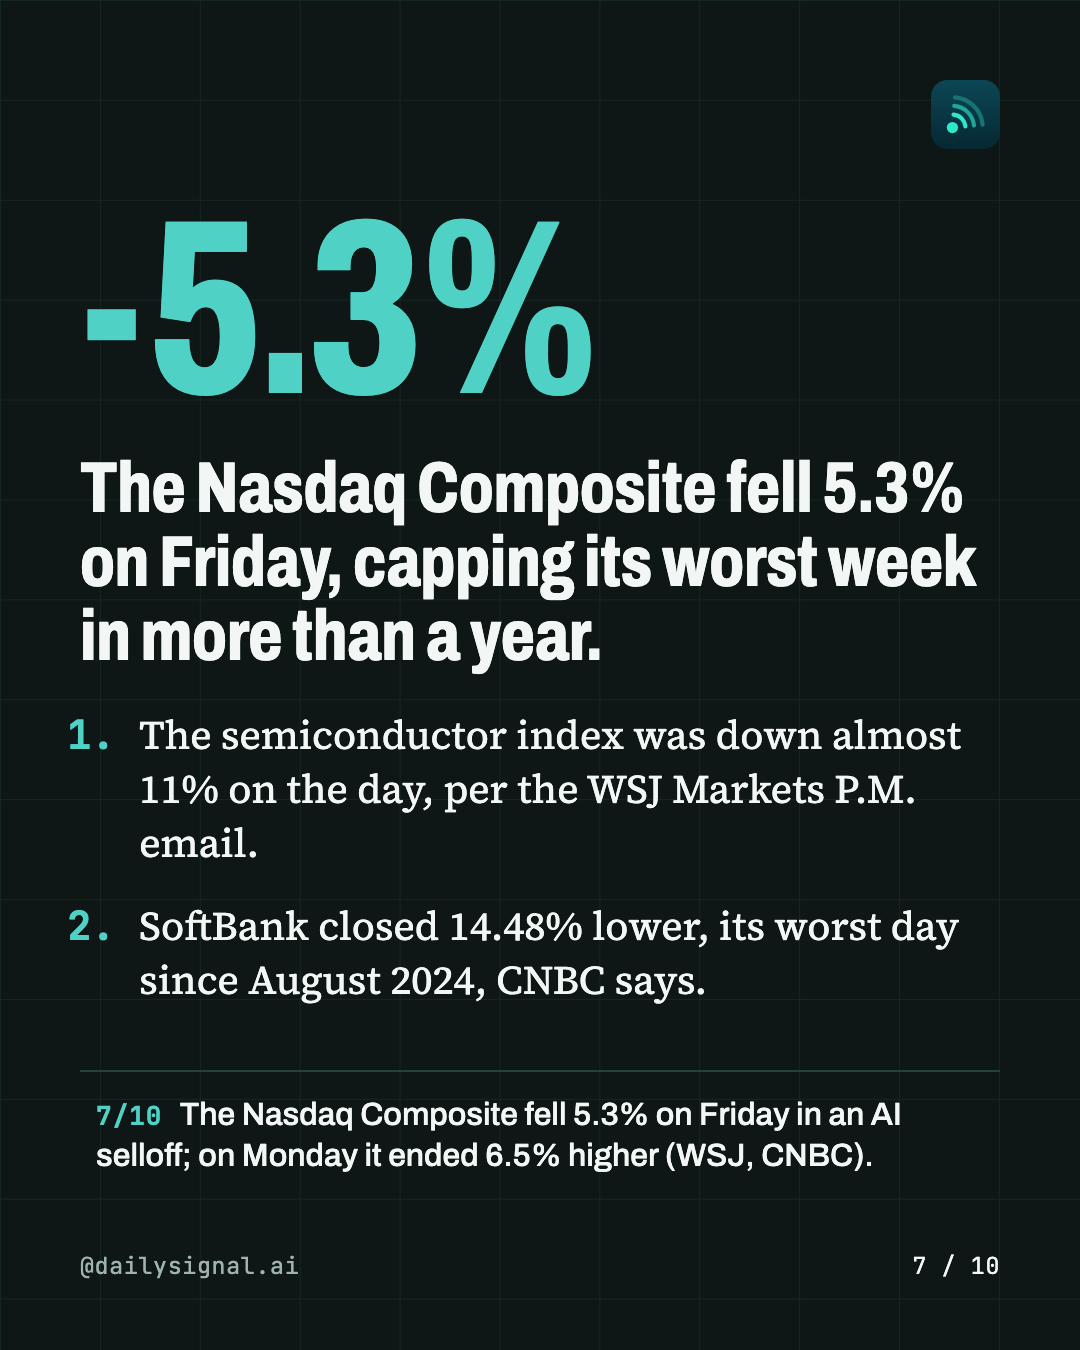 -5.3%
The Nasdaq Composite fell 5.3%
on Friday, capping its worst week
in more than a year.
1. The semiconductor index was down almost
11% on the day, per the WSJ Markets P.M.
email.
2. SoftBank closed 14.48% lower, its worst day
since August 2024, CNBC says.
7/10 The Nasdaq Composite fell 5.3% on Friday in an AI
selloff; on Monday it ended 6.5% higher (WSJ, CNBC).
@dailysignal.ai
7 / 10